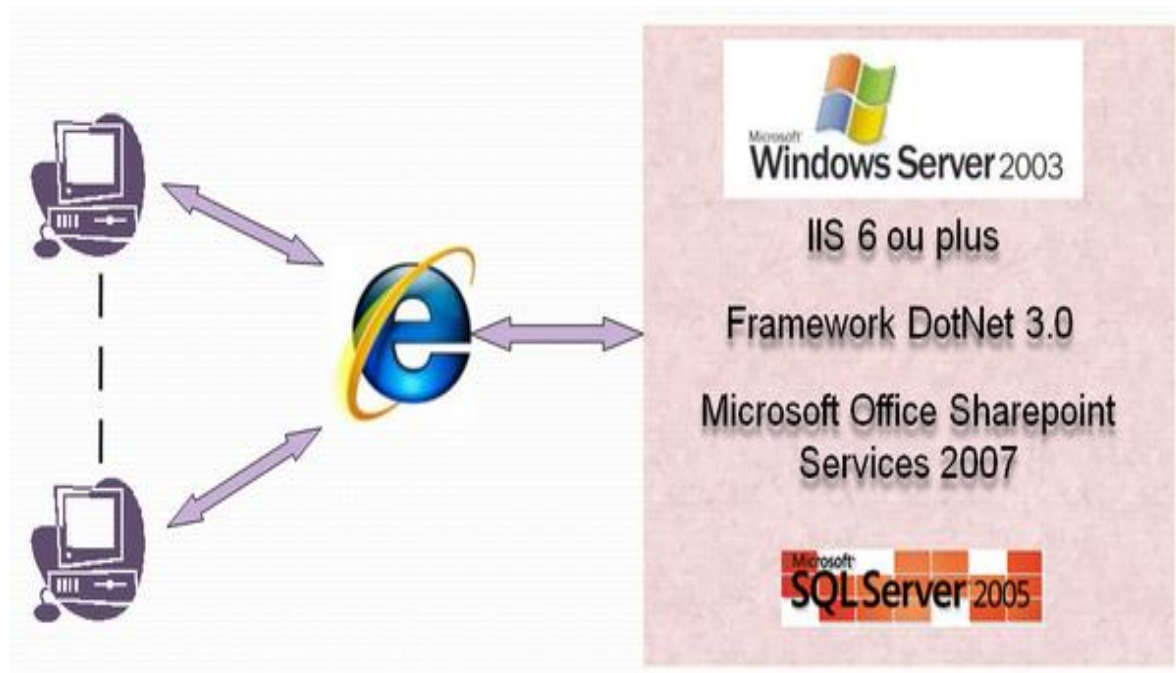 Microsoft
Windows Server 2003
IIS 6 ou plus
Framework DotNet 3.0
Microsoft Office Sharepoint
Services 2007
Microsoft
SQL Server 2005